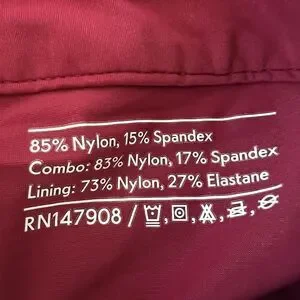 85% Nylon, 15% Spandex
Combo: 83% Nylon, 17% Spandex
Lining: 73% Nylon, 27% Elastane
RN147908 /